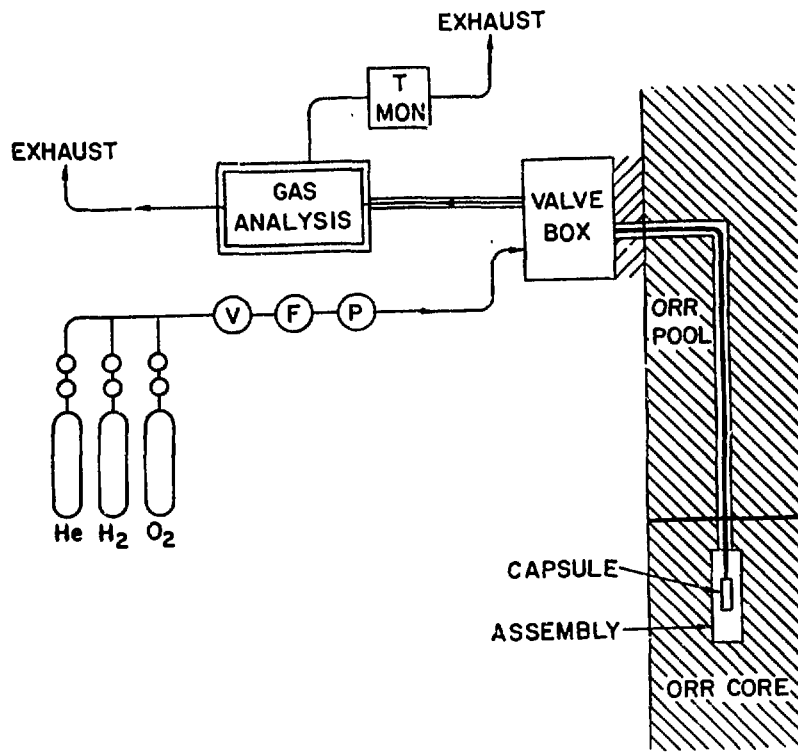 EXHAUST
T
MON
EXHAUST
GAS
ANALYSIS
VALVE
BOX
V
F
P
ORR
POOL
He
H₂
O₂
CAPSULE
ASSEMBLY
ORR CORE